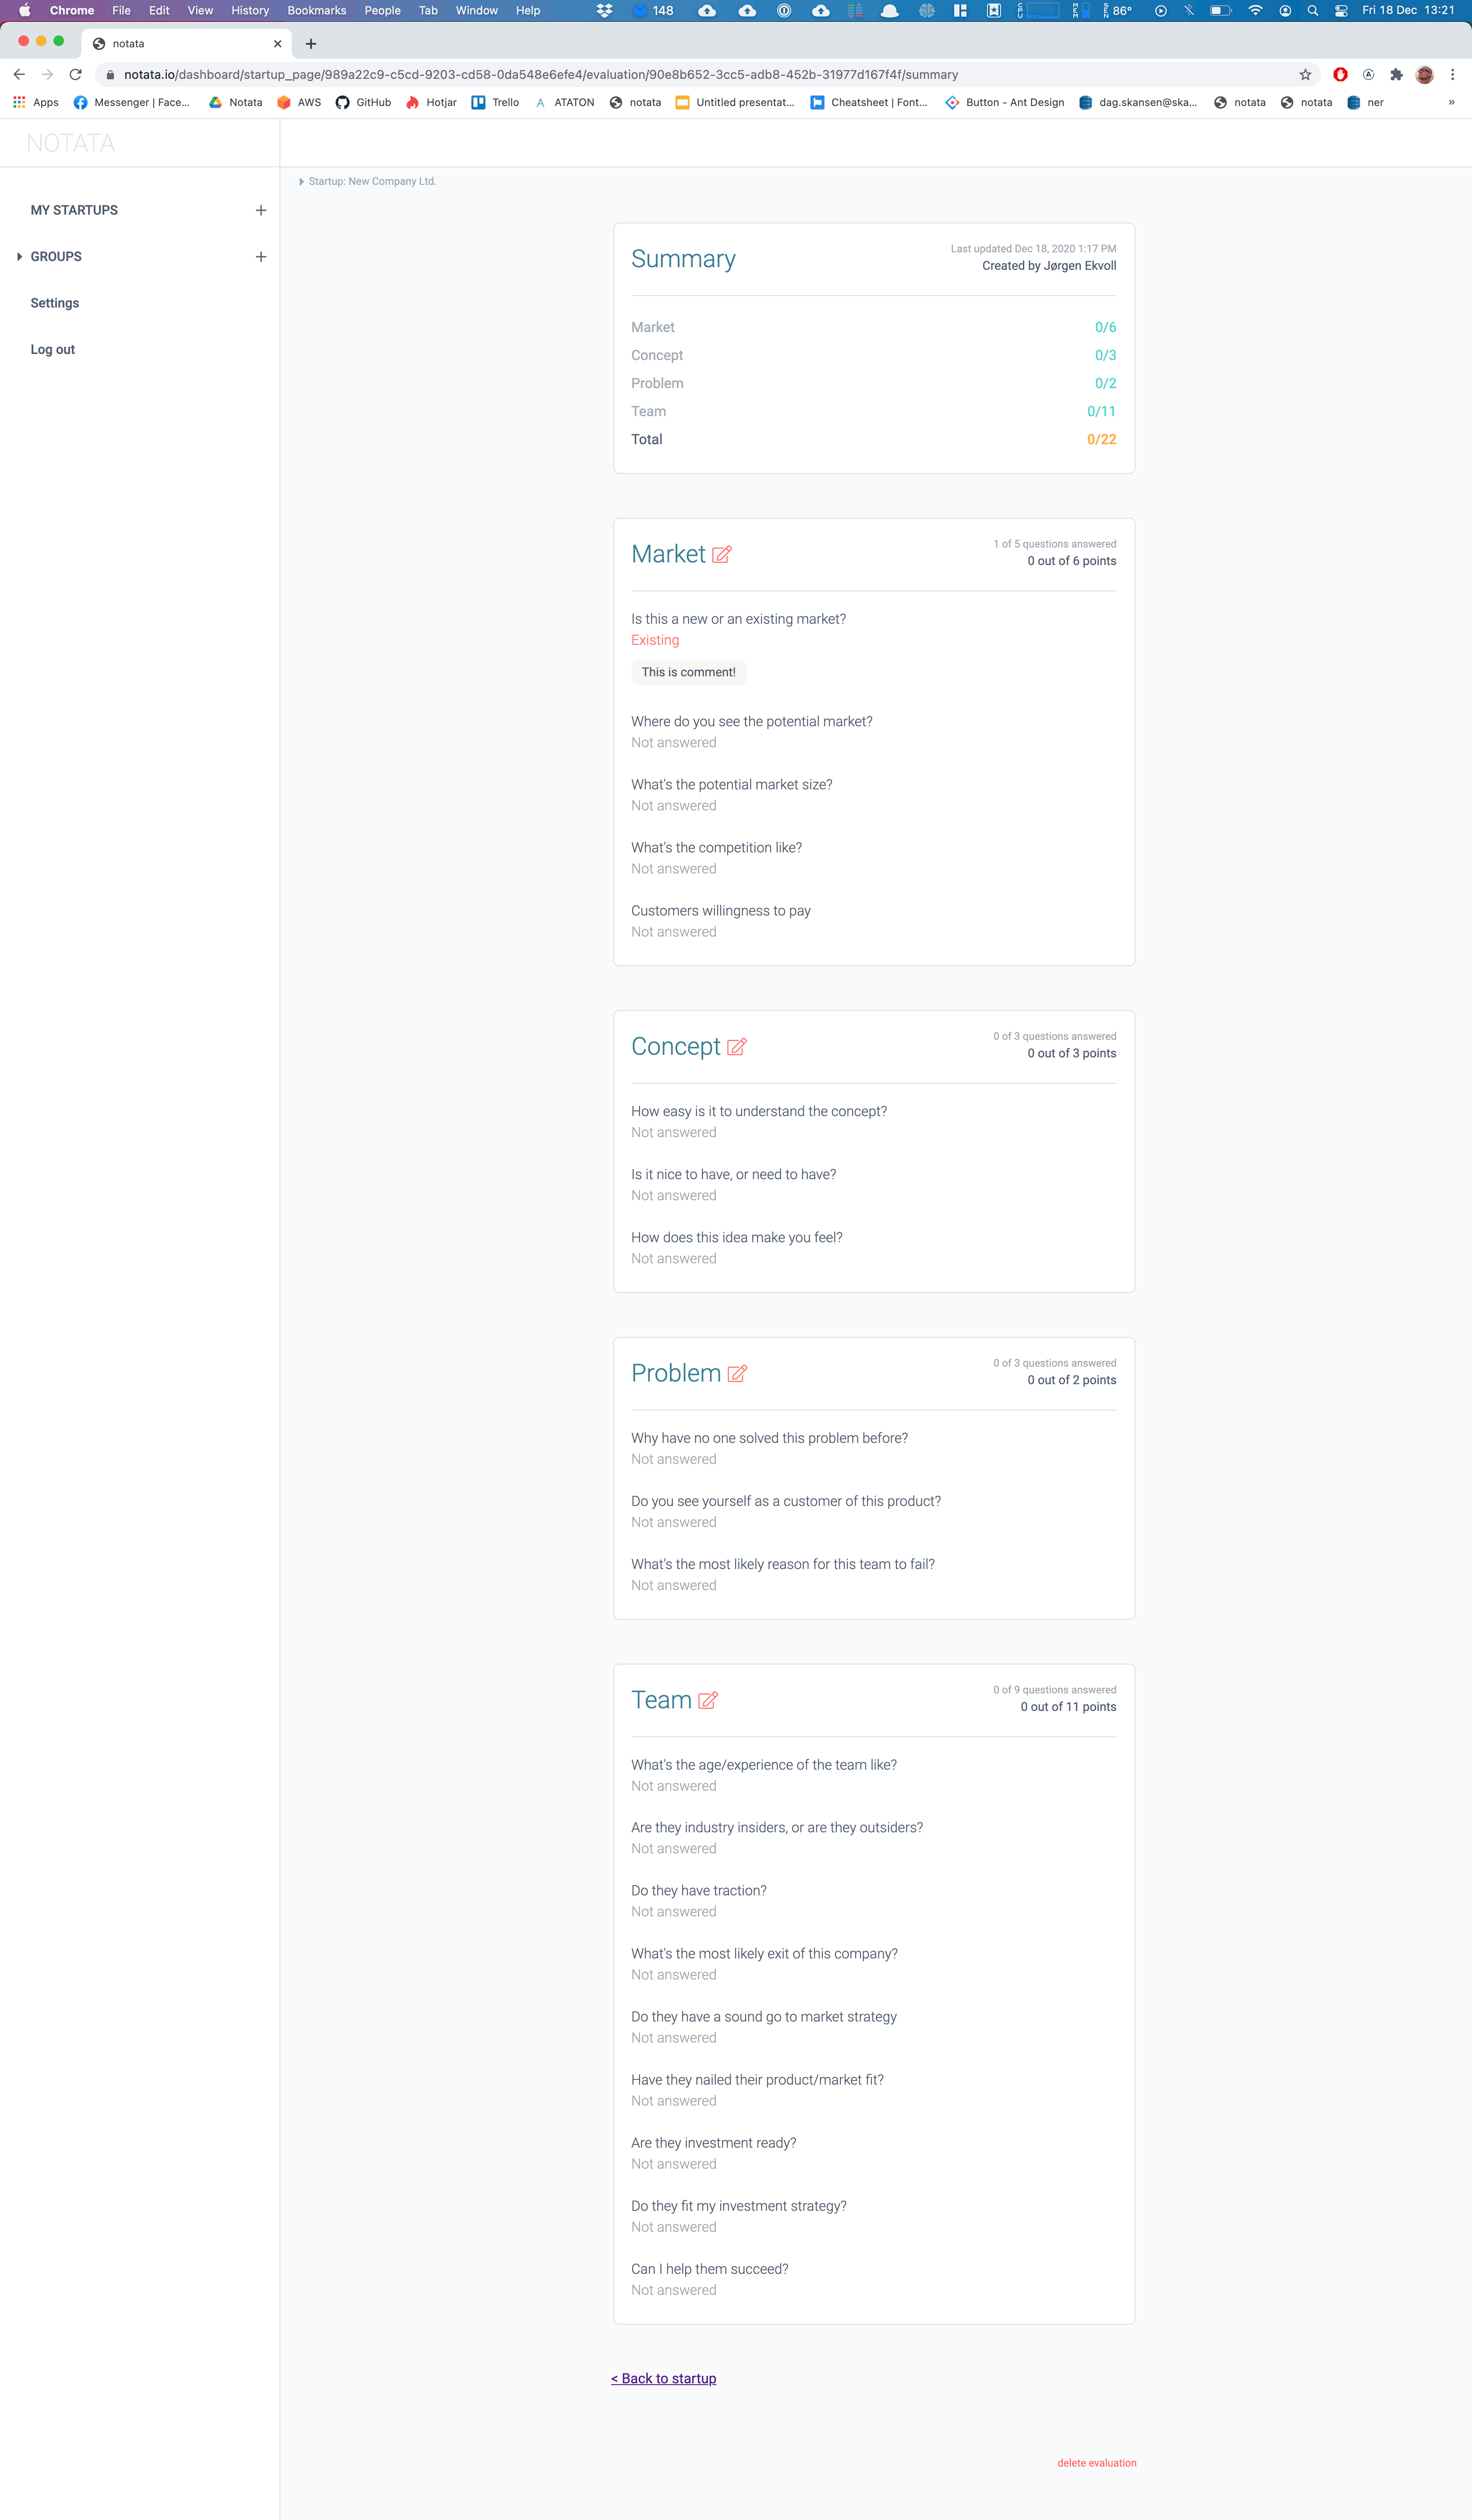 Chrome File Edit View History Bookmarks People Tab Window Help 148 86° Fri 18 Dec 13:21
notata
notata.io/dashboard/startup_page/989a22c9-c5cd-9203-cd58-0da548e6efe4/evaluation/90e8b652-3cc5-adb8-452b-31977d167f4f/summary
Apps Messenger | Face... Notata AWS GitHub Hotjar Trello ATATON notata Untitled presentat... Cheatsheet | Font... Button - Ant Design dag.skansen@ska... notata notata ner »
NOTATA
Startup: New Company Ltd.
MY STARTUPS
GROUPS
Settings
Log out
Summary
Last updated Dec 18, 2020 1:17 PM
Created by Jørgen Ekvoll
Market 0/6
Concept 0/3
Problem 0/2
Team 0/11
Total 0/22
Market
1 of 5 questions answered
0 out of 6 points
Is this a new or an existing market?
Existing
This is comment!
Where do you see the potential market?
Not answered
What's the potential market size?
Not answered
What's the competition like?
Not answered
Customers willingness to pay
Not answered
Concept
0 of 3 questions answered
0 out of 3 points
How easy is it to understand the concept?
Not answered
Is it nice to have, or need to have?
Not answered
How does this idea make you feel?
Not answered
Problem
0 of 3 questions answered
0 out of 2 points
Why have no one solved this problem before?
Not answered
Do you see yourself as a customer of this product?
Not answered
What's the most likely reason for this team to fail?
Not answered
Team
0 of 9 questions answered
0 out of 11 points
What's the age/experience of the team like?
Not answered
Are they industry insiders, or are they outsiders?
Not answered
Do they have traction?
Not answered
What's the most likely exit of this company?
Not answered
Do they have a sound go to market strategy
Not answered
Have they nailed their product/market fit?
Not answered
Are they investment ready?
Not answered
Do they fit my investment strategy?
Not answered
Can I help them succeed?
Not answered
< Back to startup
delete evaluation